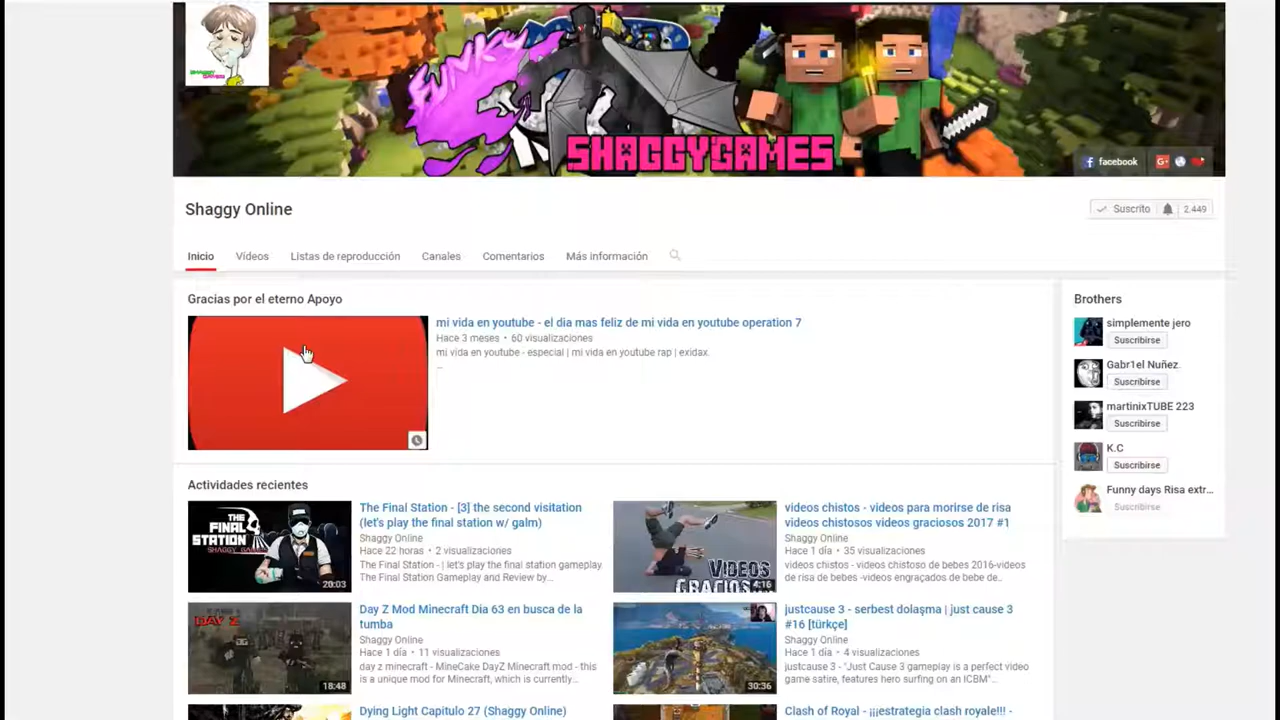 SHAGGYGAMES
facebook
Shaggy Online
Suscrito 2.449
Inicio Vídeos Listas de reproducción Canales Comentarios Más información
Gracias por el eterno Apoyo
mi vida en youtube - el dia mas feliz de mi vida en youtube operation 7
Hace 3 meses • 60 visualizaciones
mi vida en youtube - especial | mi vida en youtube rap | exidax.
...
Brothers
simplemente jero
Suscribirse
Gabr1el Nuñez.
Suscribirse
martinixTUBE 223
Suscribirse
K.C
Suscribirse
Funny days Risa extr...
Suscribirse
Actividades recientes
THE FINAL STATION
SHAGGY GAMES
20:03
The Final Station - [3] the second visitation
(let's play the final station w/ galm)
Shaggy Online
Hace 22 horas • 2 visualizaciones
The Final Station - | let's play the final station gameplay
The Final Station Gameplay and Review by...
VIDEOS
GRACIOSOS
4:16
videos chistos - videos para morirse de risa
videos chistosos videos graciosos 2017 #1
Shaggy Online
Hace 1 día • 35 visualizaciones
videos chistos - videos chistoso de bebes 2016-videos
de risa de bebes -videos engraçados de bebe de..
DAY Z
18:48
Day Z Mod Minecraft Dia 63 en busca de la
tumba
Shaggy Online
Hace 1 día • 11 visualizaciones
day z minecraft - MineCake DayZ Minecraft mod - this
is a unique mod for Minecraft, which is currently...
30:36
justcause 3 - serbest dolaşma | just cause 3
#16 [türkçe]
Shaggy Online
Hace 1 día • 4 visualizaciones
justcause 3 - "Just Cause 3 gameplay is a perfect video
game satire, features hero surfing on an ICBM"...
Dying Light Capitulo 27 (Shaggy Online)
Clash of Royal - ¡¡¡estrategia clash royale!!! -